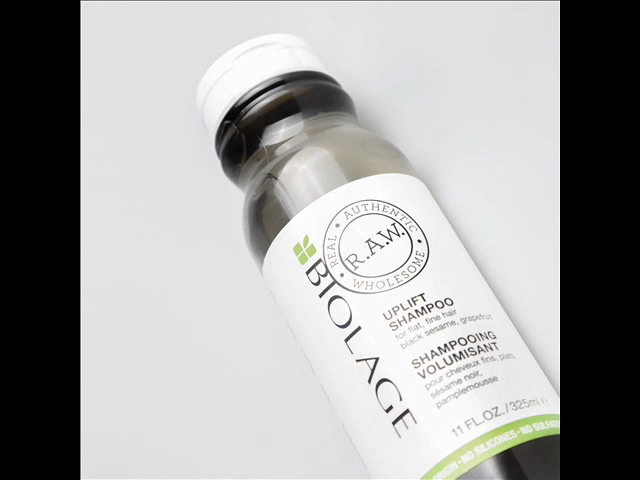 REAL • AUTHENTIC • WHOLESOME •
R.A.W.
BIOLAGE
UPLIFT
SHAMPOO
for flat, fine hair
black sesame, grapefruit
SHAMPOOING
VOLUMISANT
pour cheveux fins, plats
sésame noir,
pamplemousse
11 FL.OZ./325ml e
NO SILICONES•NO